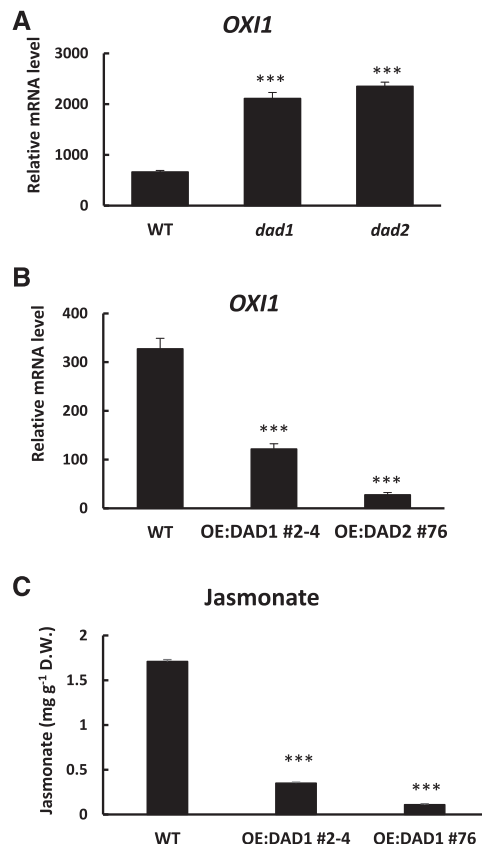 A
OXI1
Relative mRNA level
3000
2000
1000
0
***
***
WT
dad1
dad2
B
OXI1
Relative mRNA level
400
300
200
100
0
***
***
WT
OE:DAD1 #2-4
OE:DAD2 #76
C
Jasmonate
Jasmonate (mg g-1 D.W.)
2
1.5
1
0.5
0
***
***
WT
OE:DAD1 #2-4
OE:DAD1 #76